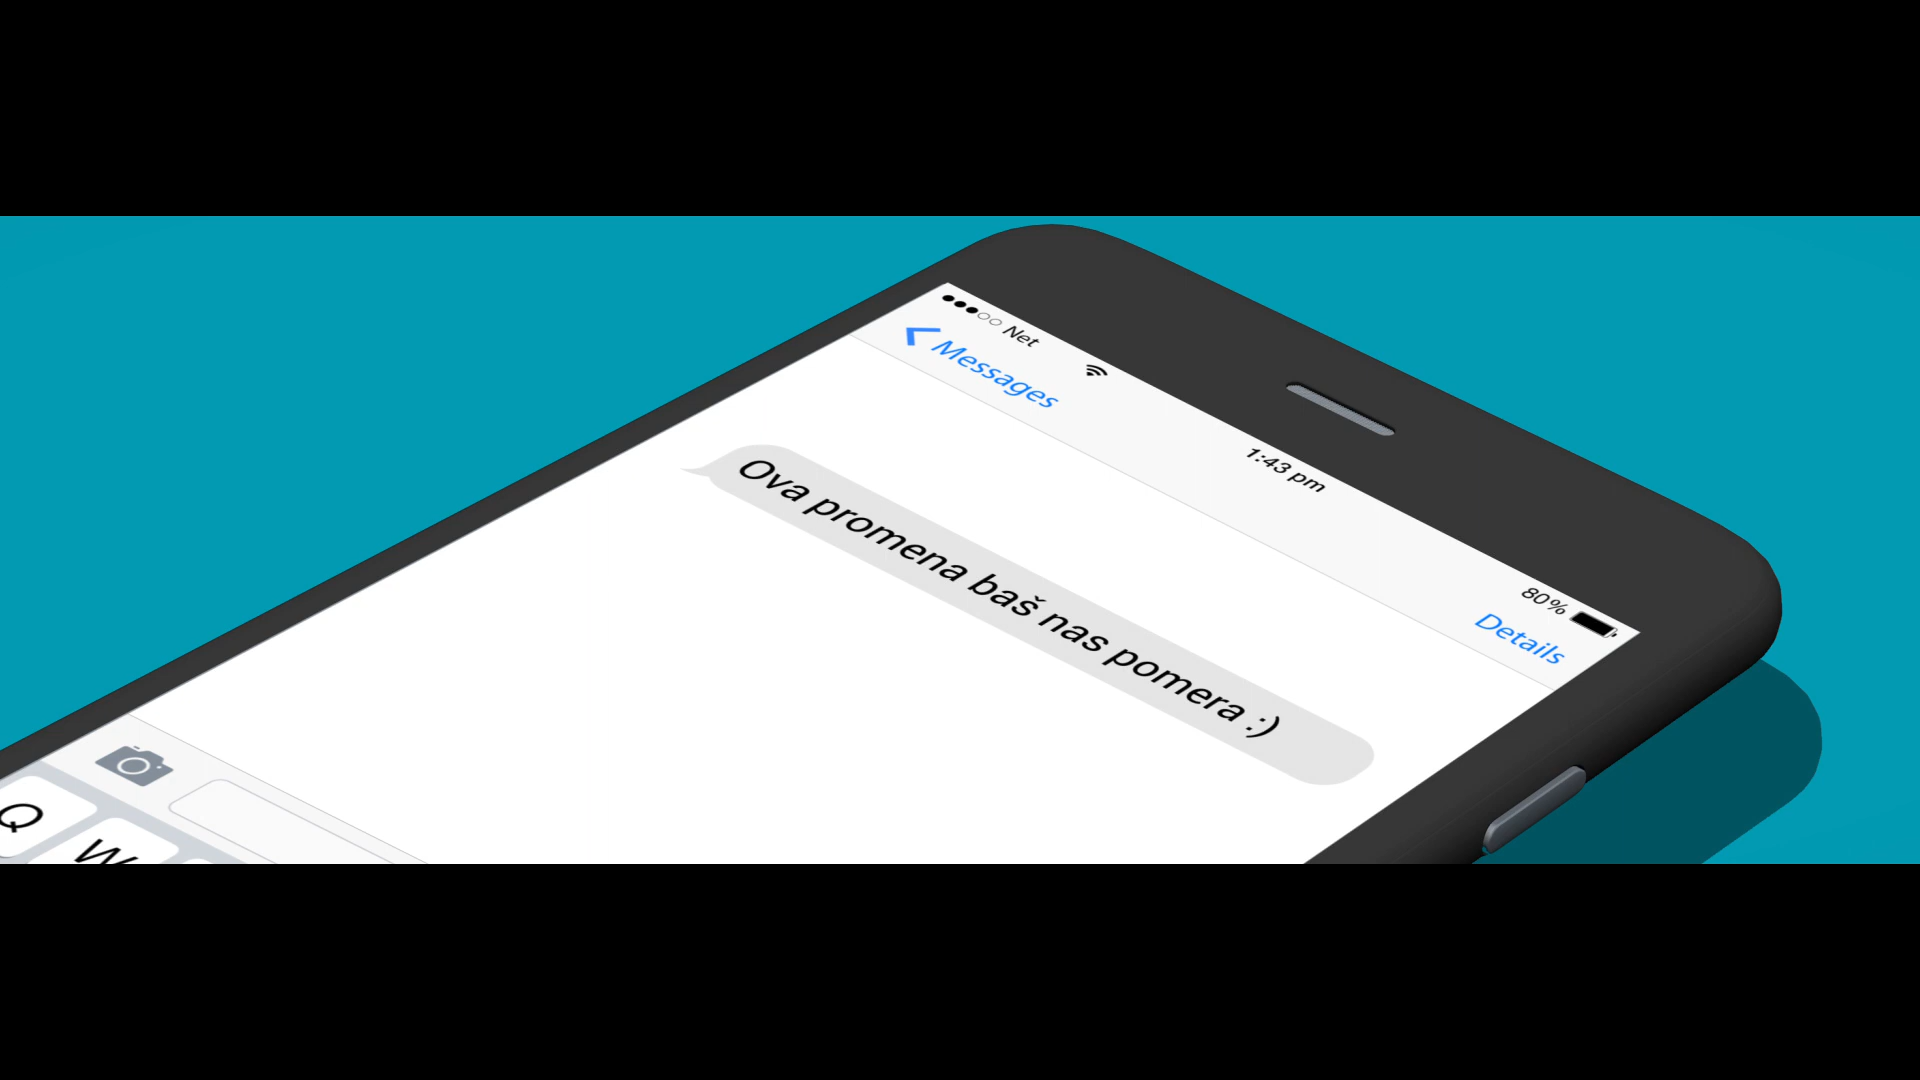 Net
1:43 pm
80%
Messages
Details
Ova promena baš nas pomera :)
Q
W